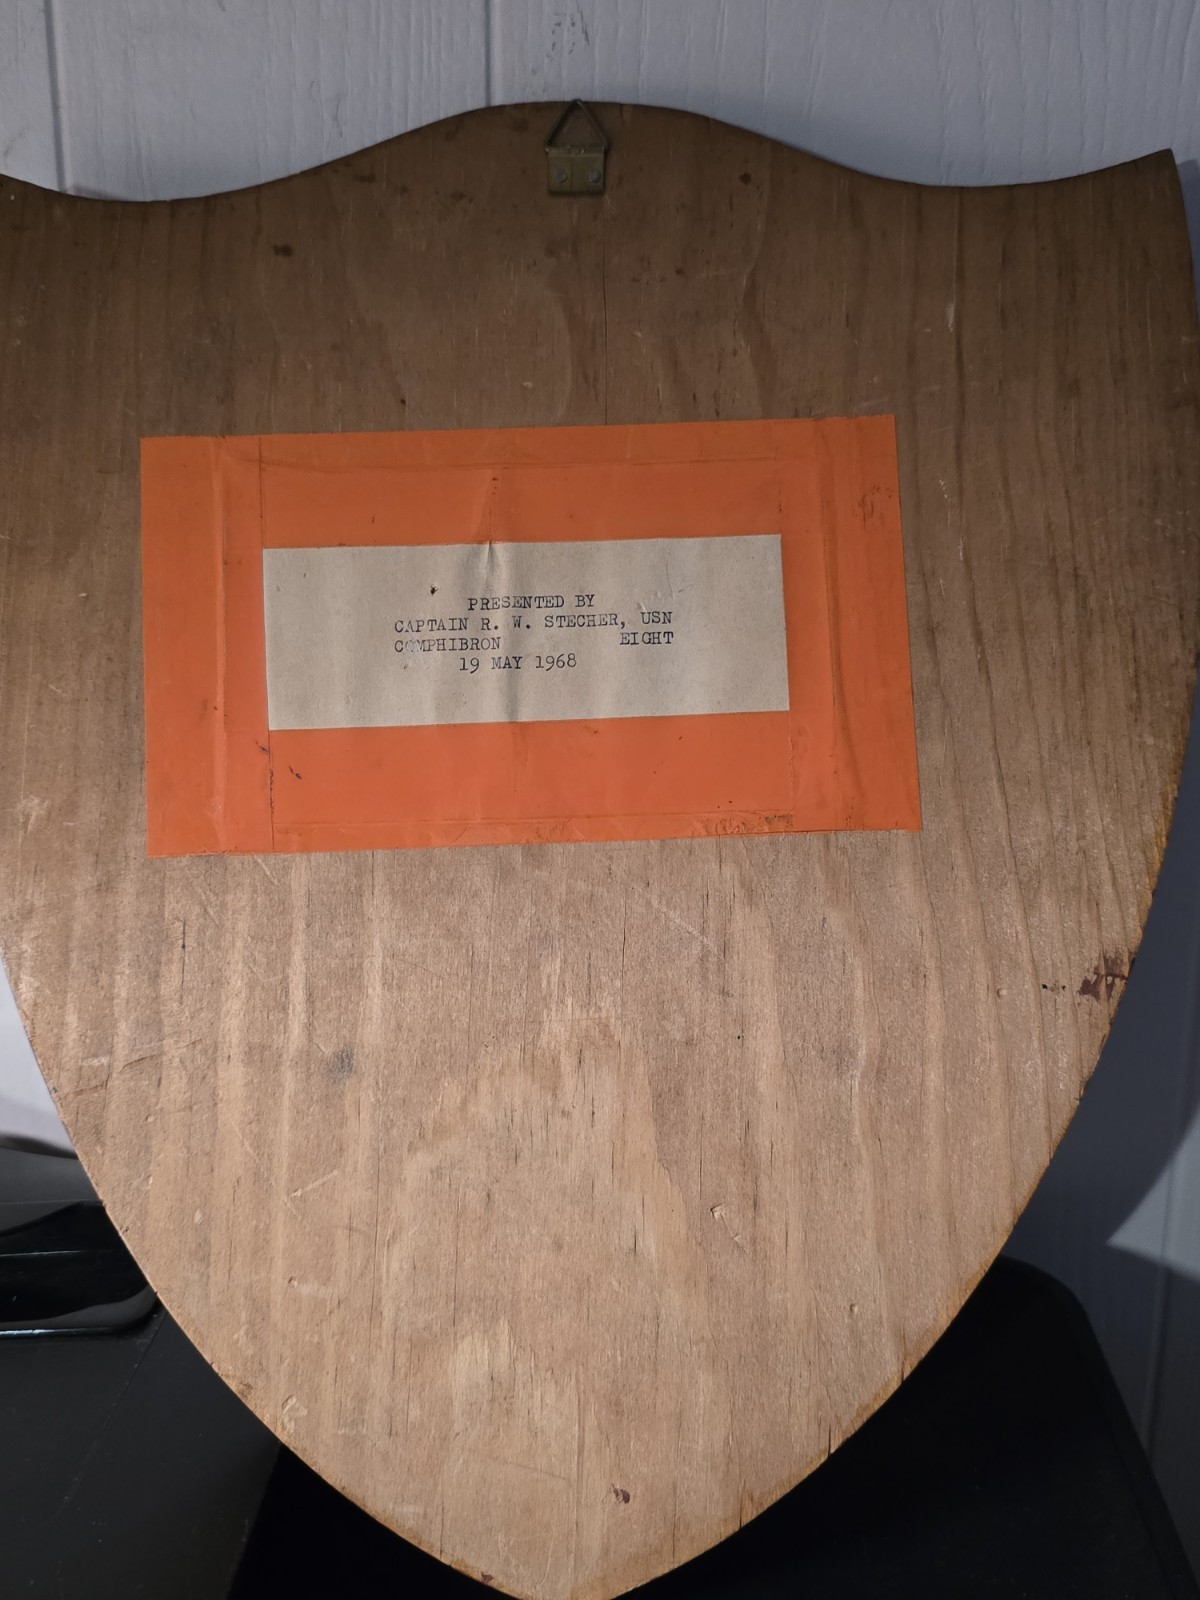 PRESENTED BY
CAPTAIN R. W. STECHER, USN
COMPHIBRON EIGHT
19 MAY 1968